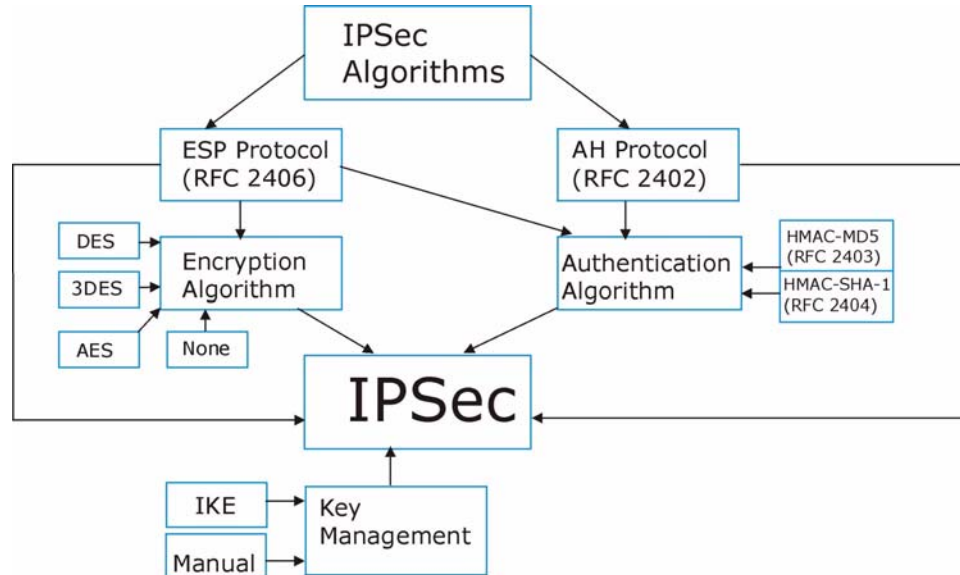 IPSec
Algorithms
ESP Protocol
(RFC 2406)
AH Protocol
(RFC 2402)
DES
3DES
AES
None
Encryption
Algorithm
Authentication
Algorithm
HMAC-MD5
(RFC 2403)
HMAC-SHA-1
(RFC 2404)
IPSec
IKE
Manual
Key
Management